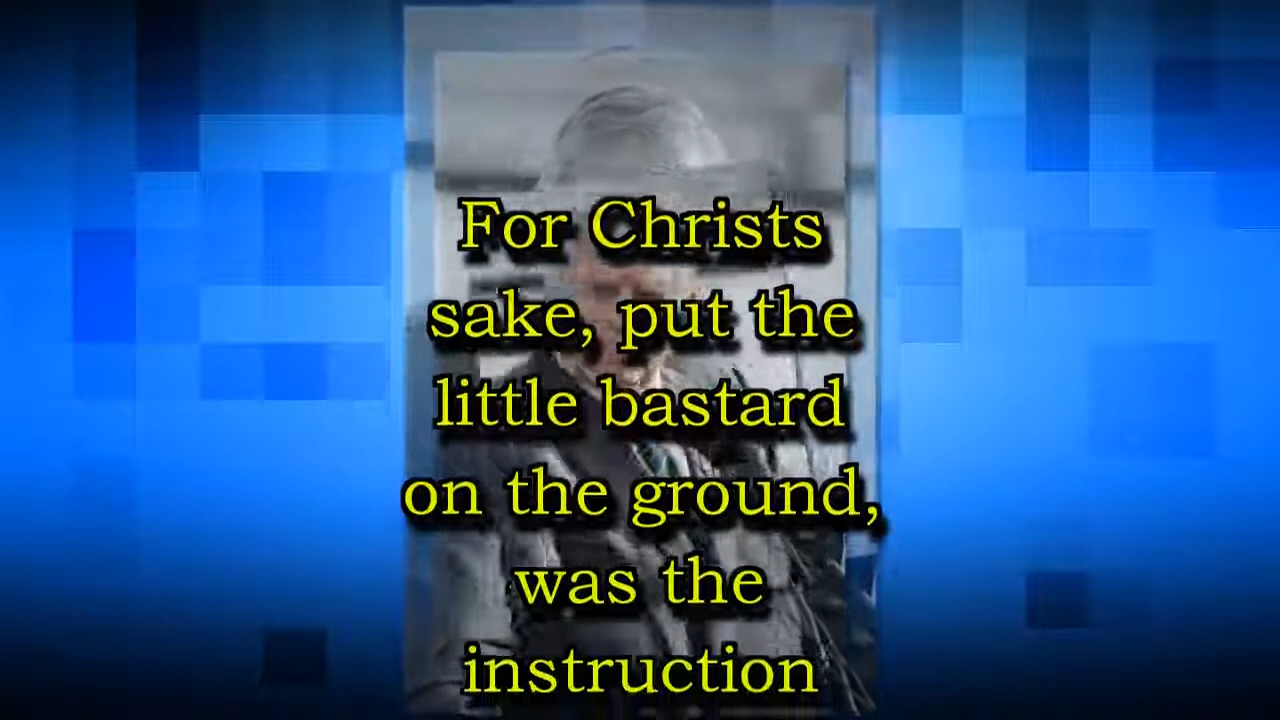 For Christs
sake, put the
little bastard
on the ground,
was the
instruction